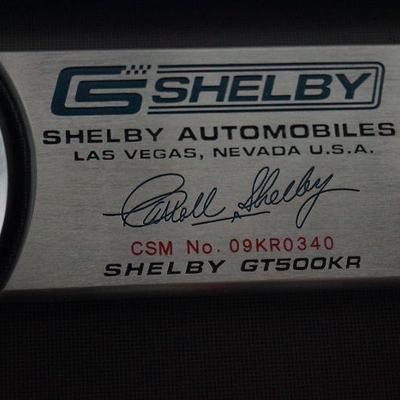 CS SHELBY
SHELBY AUTOMOBILES
LAS VEGAS, NEVADA U.S.A.
Carroll Shelby
CSM No. 09KR0340
SHELBY GT500KR